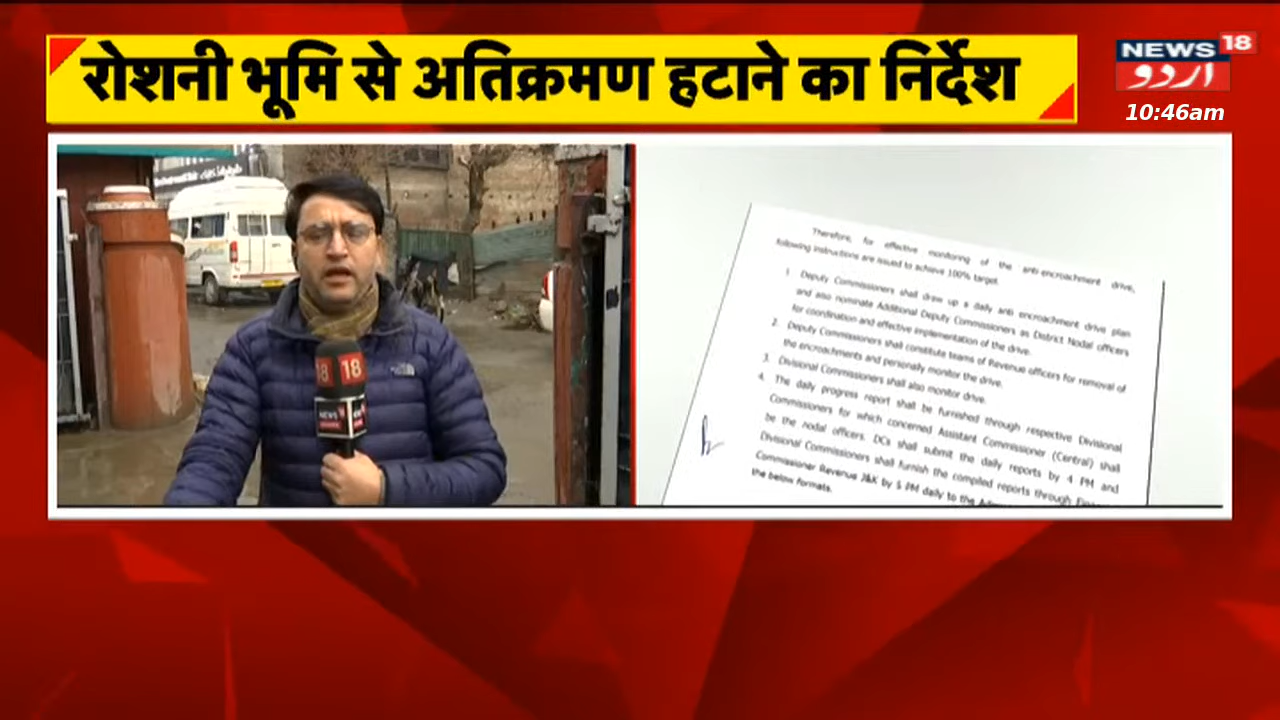 रोशनी भूमि से अतिक्रमण हटाने का निर्देश
NEWS 18
اردو
10:46am
18
18
NEWS
Therefore, for effective monitoring of the anti-encroachment drive,
following instructions are issued to achieve 100% target.
1 Deputy Commissioners shall draw up a daily anti encroachment drive plan
and also nominate Additional Deputy Commissioners as District Nodal officers
for coordination and effective implementation of the drive.
2. Deputy Commissioners shall constitute teams of Revenue officers for removal of
the encroachments and personally monitor the drive.
3. Divisional Commissioners shall also monitor drive.
4. The daily progress report shall be furnished through respective Divisional
Commissioners for which concerned Assistant Commissioner (Central) shall
be the nodal officers. DCs shall submit the daily reports by 4 PM and
Divisional Commissioners shall furnish the compiled reports through
Commissioner Revenue J&K by 5 PM daily to the
the below formats.